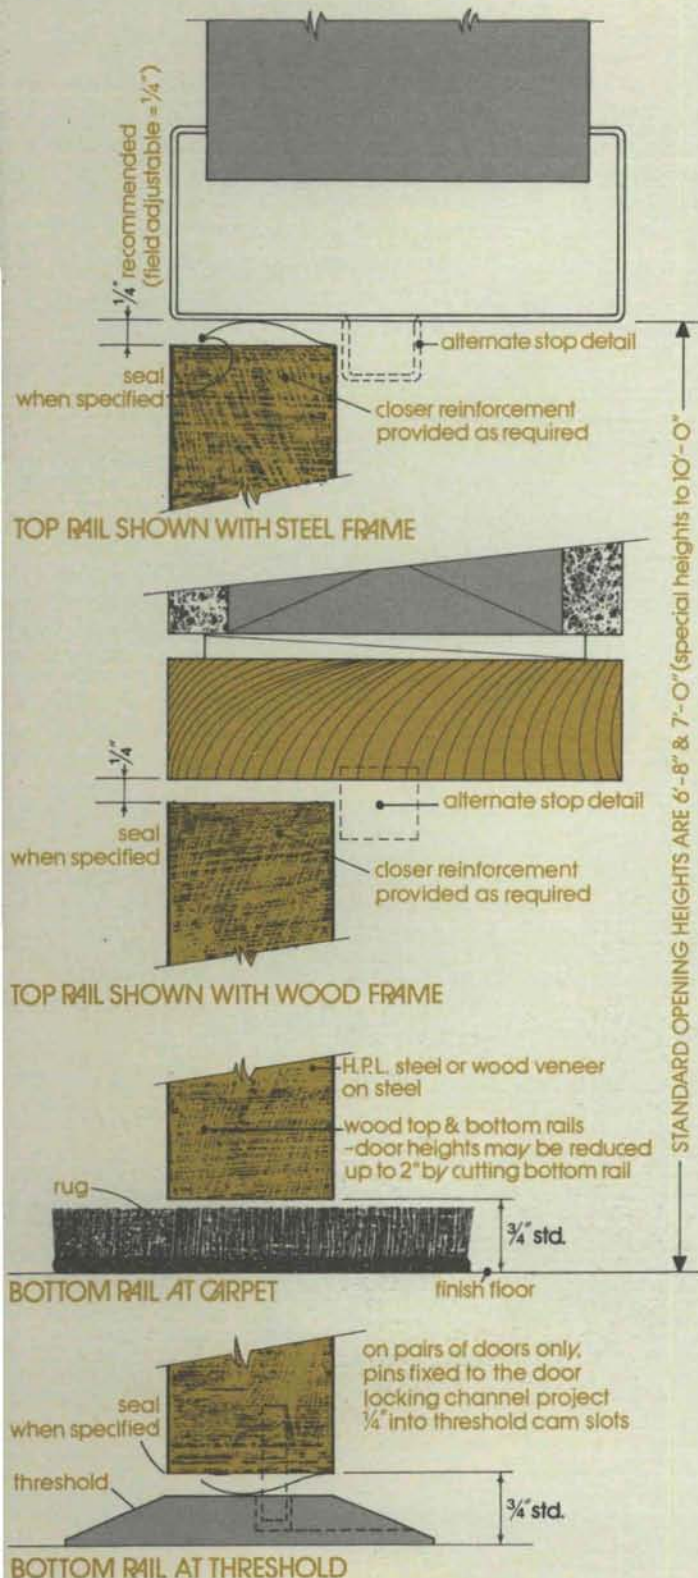 1/4" recommended
(field adjustable = 1/4")
alternate stop detail
seal
when specified
closer reinforcement
provided as required
TOP RAIL SHOWN WITH STEEL FRAME
1/4"
alternate stop detail
seal
when specified
closer reinforcement
provided as required
TOP RAIL SHOWN WITH WOOD FRAME
H.P.L. steel or wood veneer
on steel
wood top & bottom rails
-door heights may be reduced
up to 2" by cutting bottom rail
rug
3/4" std.
BOTTOM RAIL AT CARPET
finish floor
STANDARD OPENING HEIGHTS ARE 6'-8" & 7'-0" (special heights to 10'-0"
on pairs of doors only,
pins fixed to the door
locking channel project
1/4" into threshold cam slots
seal
when specified
threshold
3/4" std.
BOTTOM RAIL AT THRESHOLD